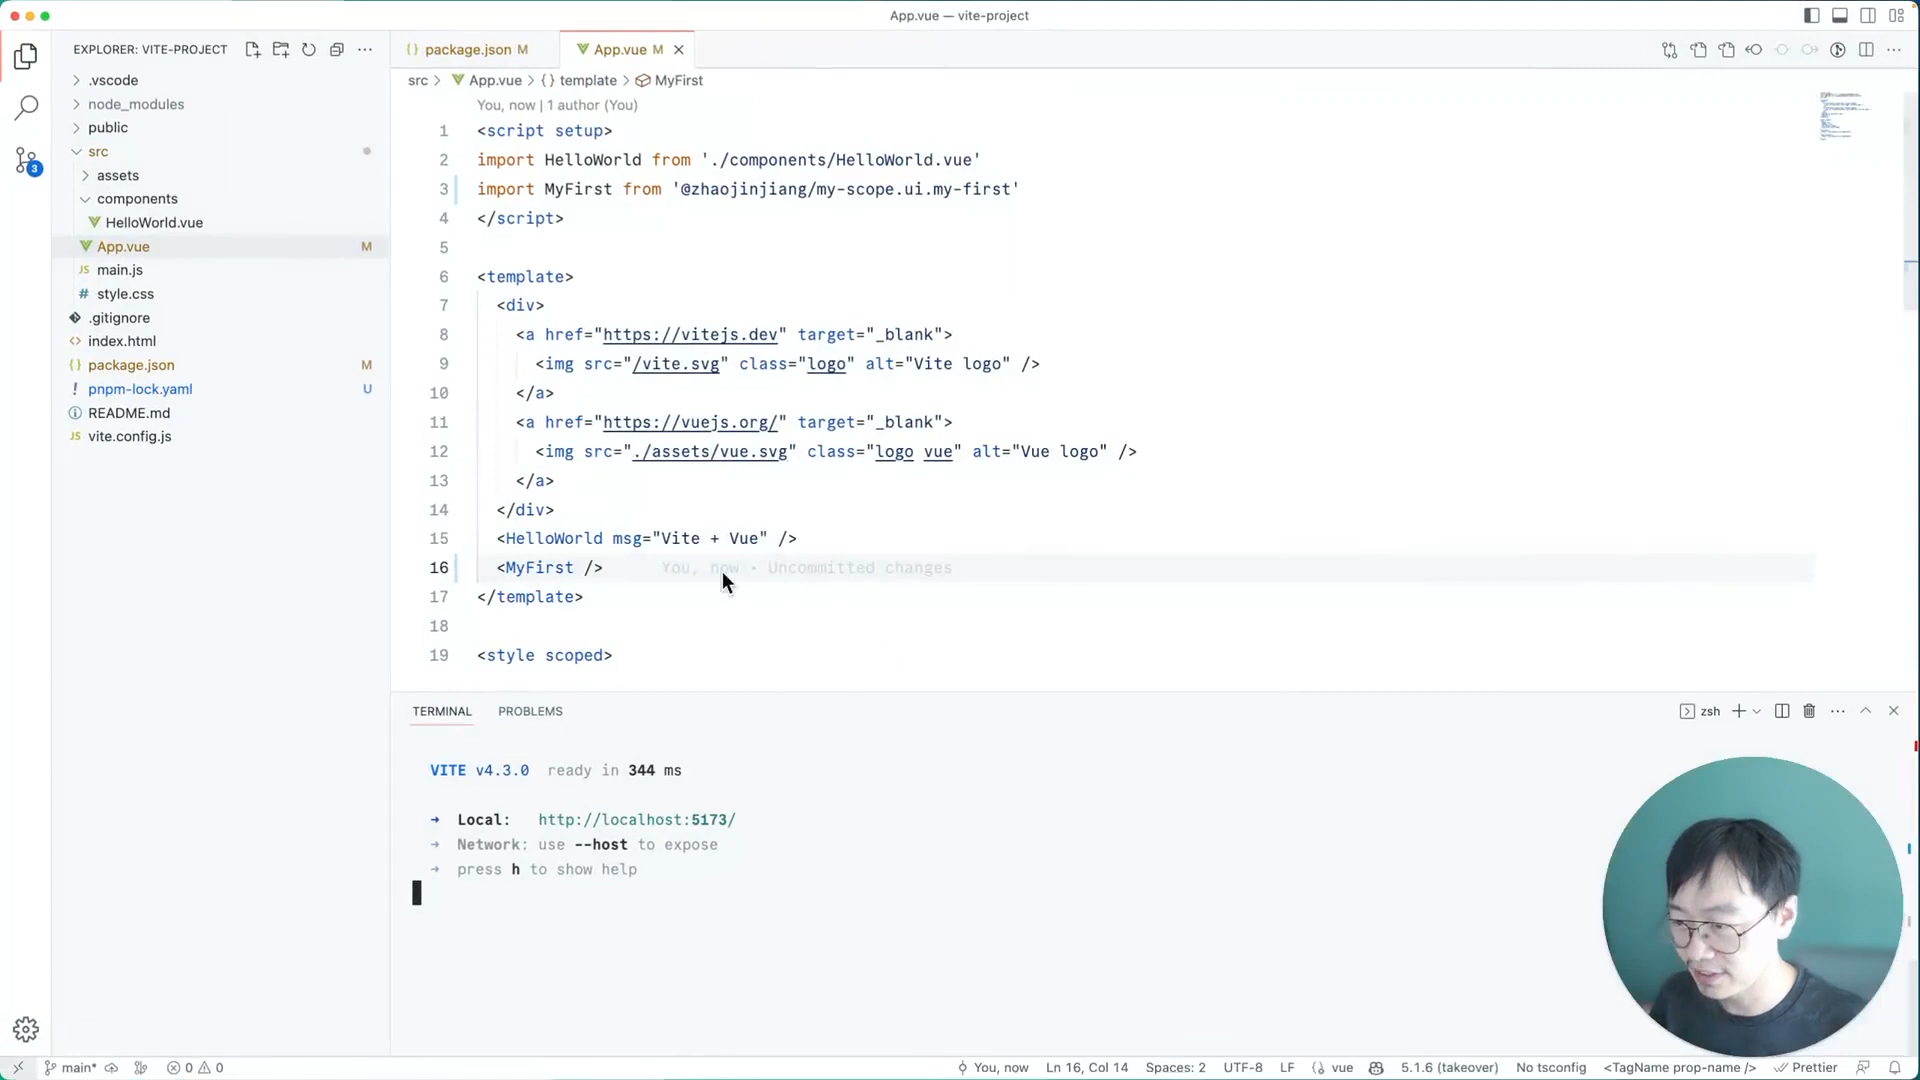 App.vue — vite-project
EXPLORER: VITE-PROJECT
.vscode
node_modules
public
src
assets
components
HelloWorld.vue
App.vue M
main.js
style.css
.gitignore
index.html
package.json M
pnpm-lock.yaml U
README.md
vite.config.js
3
package.json M
App.vue M
src > App.vue > {} template > MyFirst
You, now | 1 author (You)
1 <script setup>
2 import HelloWorld from './components/HelloWorld.vue'
3 import MyFirst from '@zhaojinjiang/my-scope.ui.my-first'
4 </script>
5
6 <template>
7 <div>
8 <a href="https://vitejs.dev" target="_blank">
9 <img src="/vite.svg" class="logo" alt="Vite logo" />
10 </a>
11 <a href="https://vuejs.org/" target="_blank">
12 <img src="./assets/vue.svg" class="logo vue" alt="Vue logo" />
13 </a>
14 </div>
15 <HelloWorld msg="Vite + Vue" />
16 <MyFirst /> You, now • Uncommitted changes
17 </template>
18
19 <style scoped>
TERMINAL PROBLEMS
zsh
VITE v4.3.0 ready in 344 ms
➜ Local: http://localhost:5173/
➜ Network: use --host to expose
➜ press h to show help
main* 0 0 You, now Ln 16, Col 14 Spaces: 2 UTF-8 LF vue 5.1.6 (takeover) No tsconfig <TagName prop-name /> Prettier